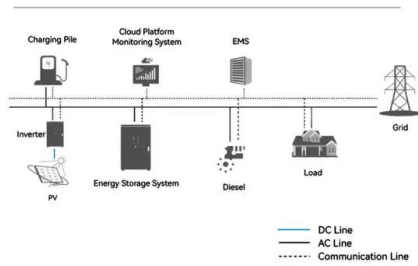 Charging Pile
Cloud Platform
Monitoring System
EMS
Grid
Inverter
PV
Energy Storage System
Diesel
Load
DC Line
AC Line
Communication Line